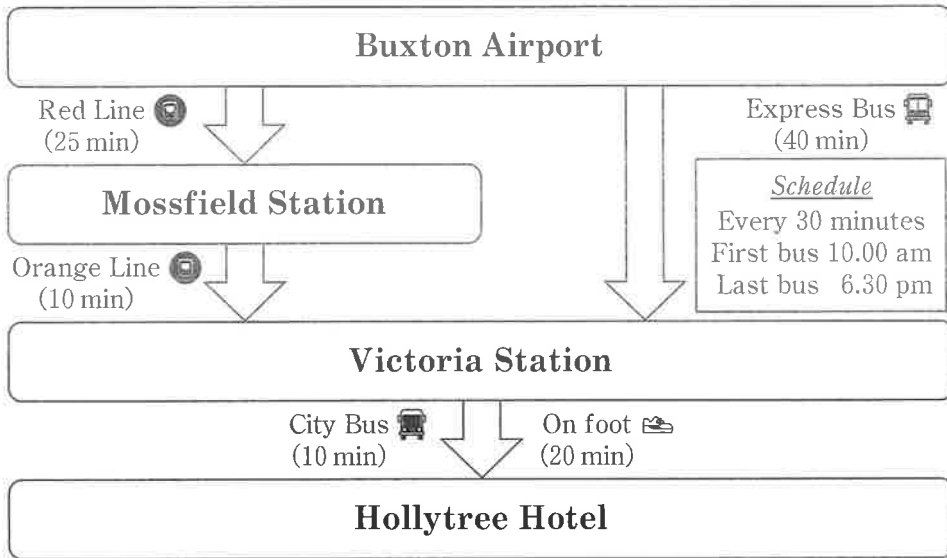 Buxton Airport
Red Line
(25 min)
Express Bus
(40 min)
Mossfield Station
Schedule
Every 30 minutes
First bus 10.00 am
Last bus 6.30 pm
Orange Line
(10 min)
Victoria Station
City Bus
(10 min)
On foot
(20 min)
Hollytree Hotel